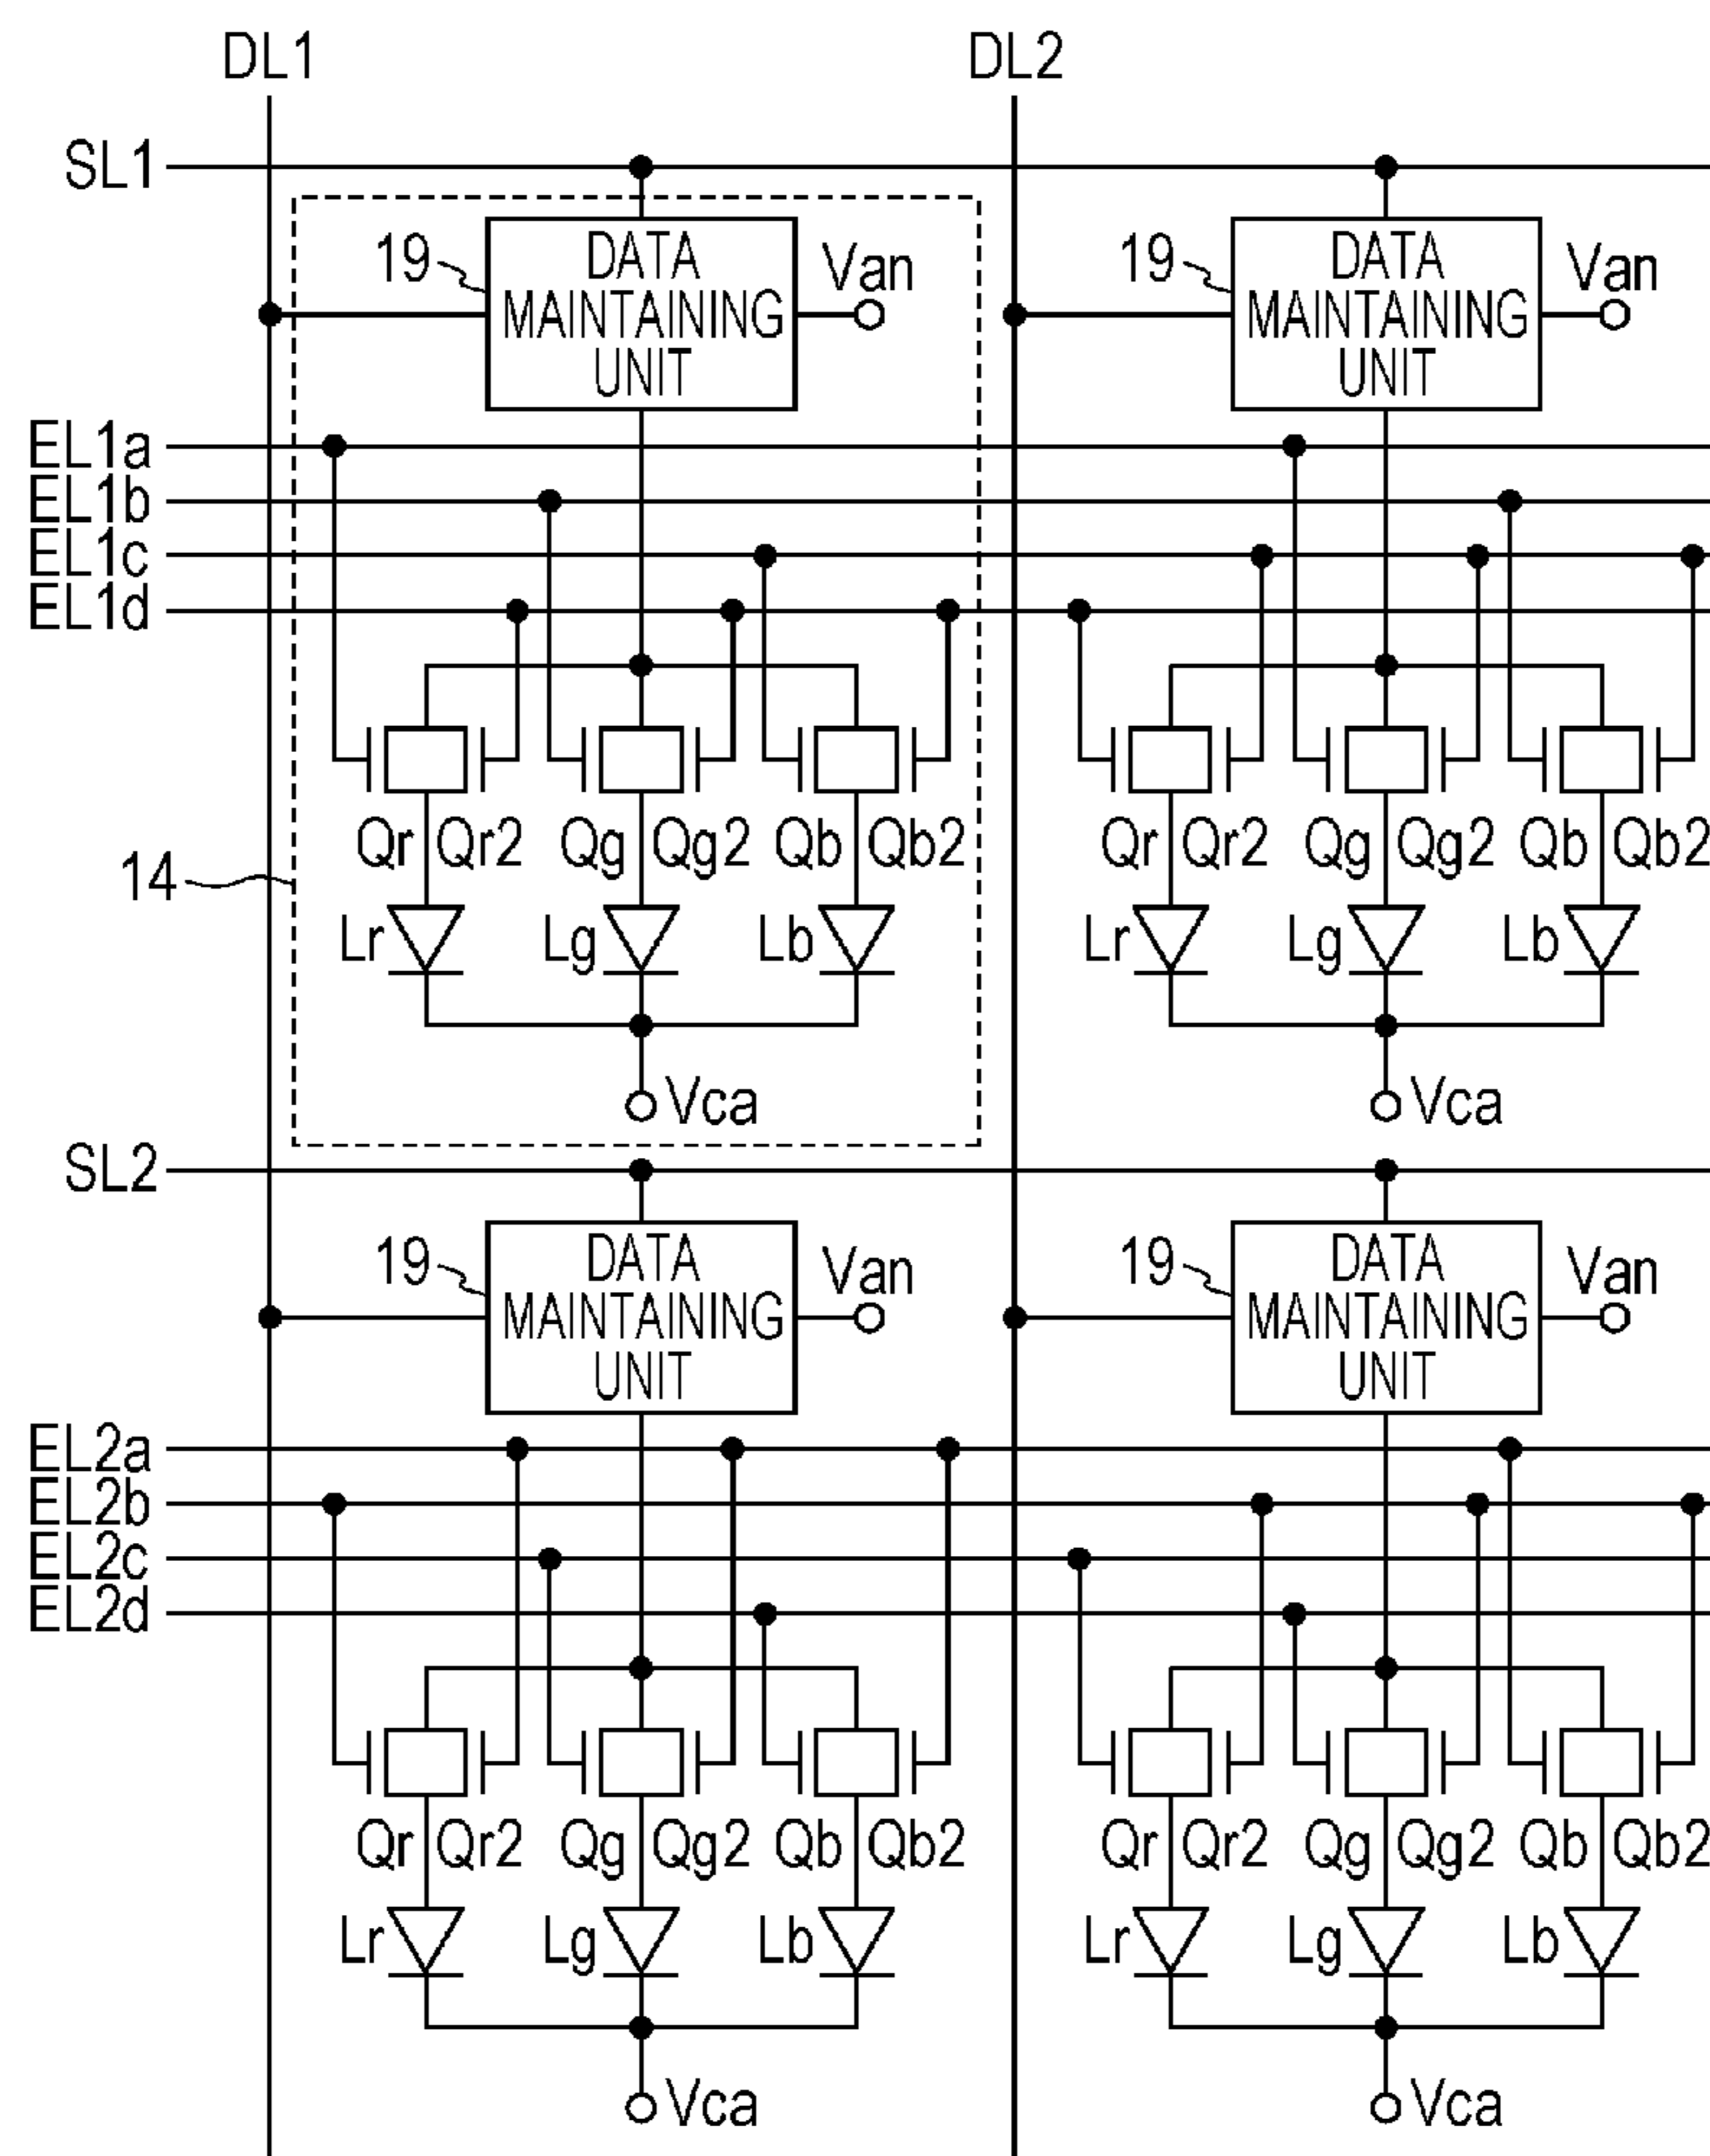 DL1 DL2
SL1
19 DATA MAINTAINING UNIT Van 19 DATA MAINTAINING UNIT Van
EL1a
EL1b
EL1c
EL1d
Qr Qr2 Qg Qg2 Qb Qb2 Qr Qr2 Qg Qg2 Qb Qb2
14
Lr Lg Lb Lr Lg Lb
Vca Vca
SL2
19 DATA MAINTAINING UNIT Van 19 DATA MAINTAINING UNIT Van
EL2a
EL2b
EL2c
EL2d
Qr Qr2 Qg Qg2 Qb Qb2 Qr Qr2 Qg Qg2 Qb Qb2
Lr Lg Lb Lr Lg Lb
Vca Vca